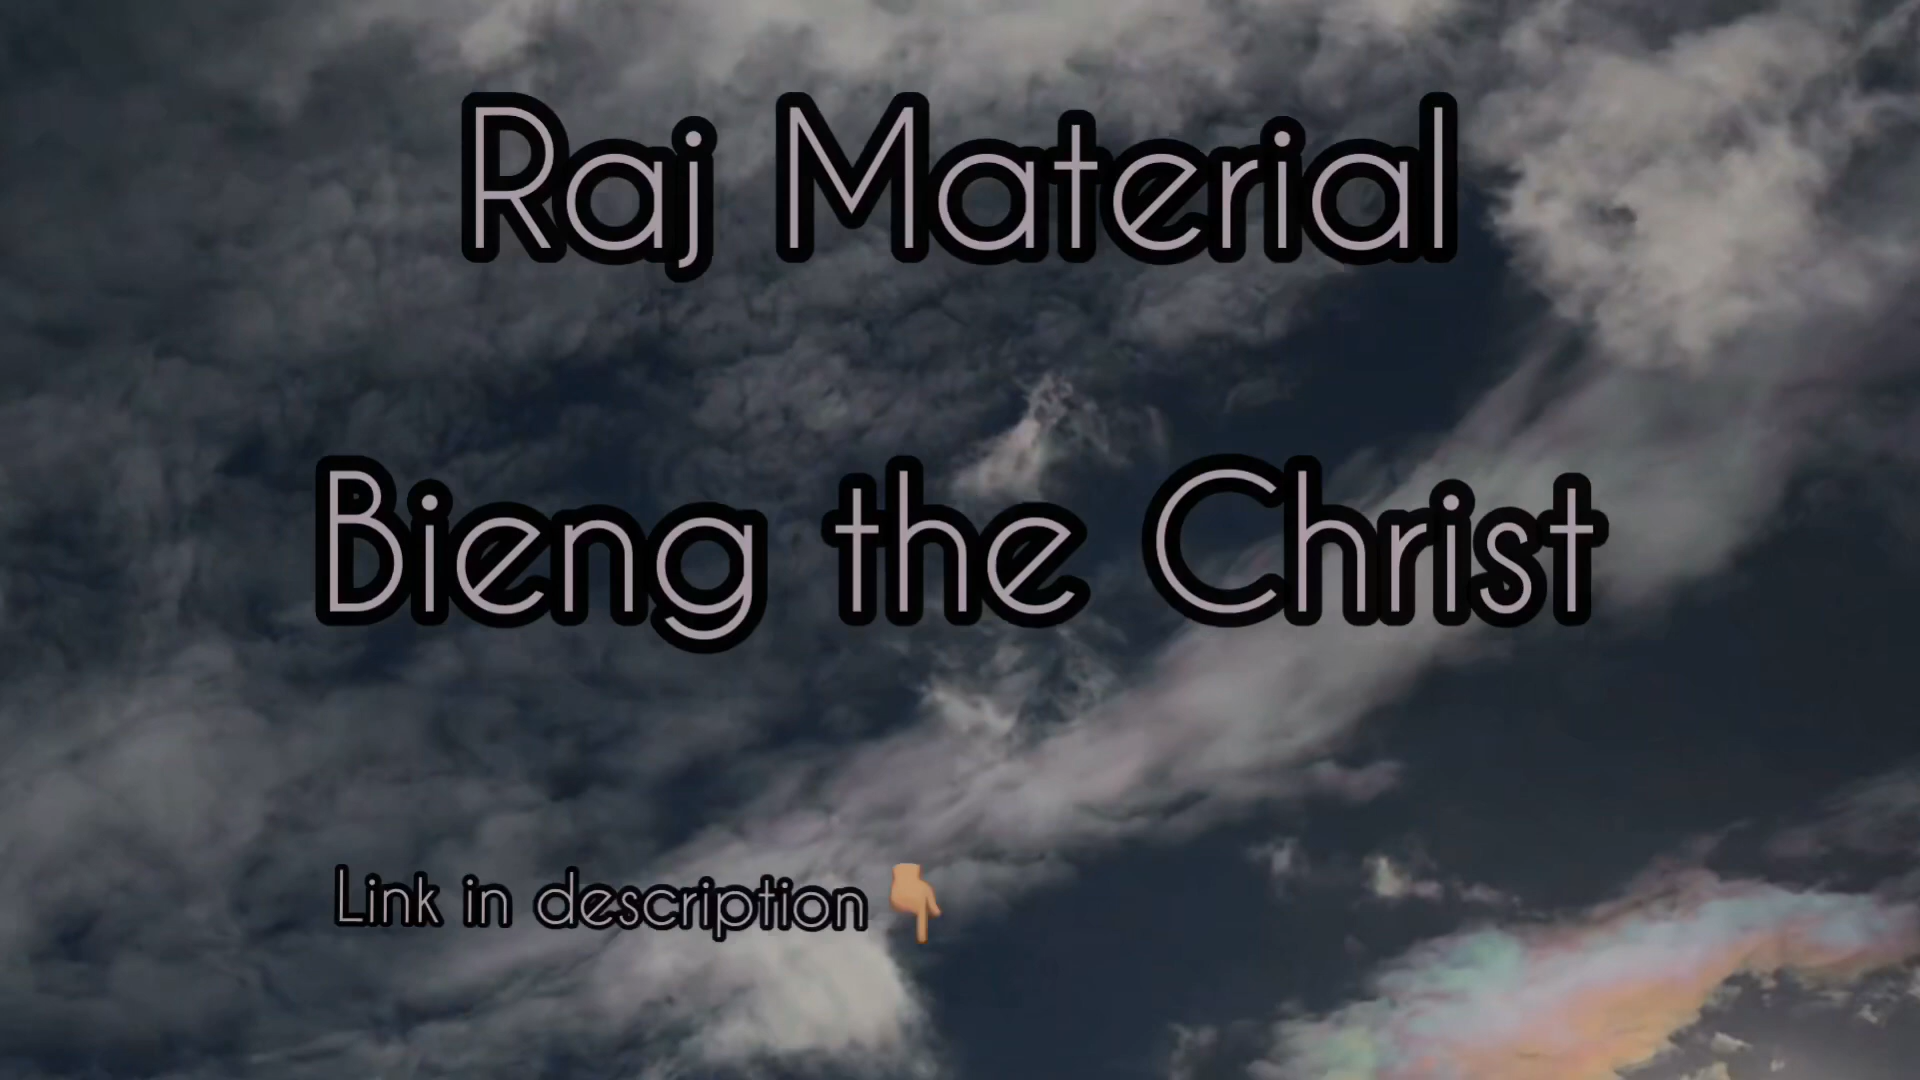 Raj Material
Bieng the Christ
Link in description 👇🏼